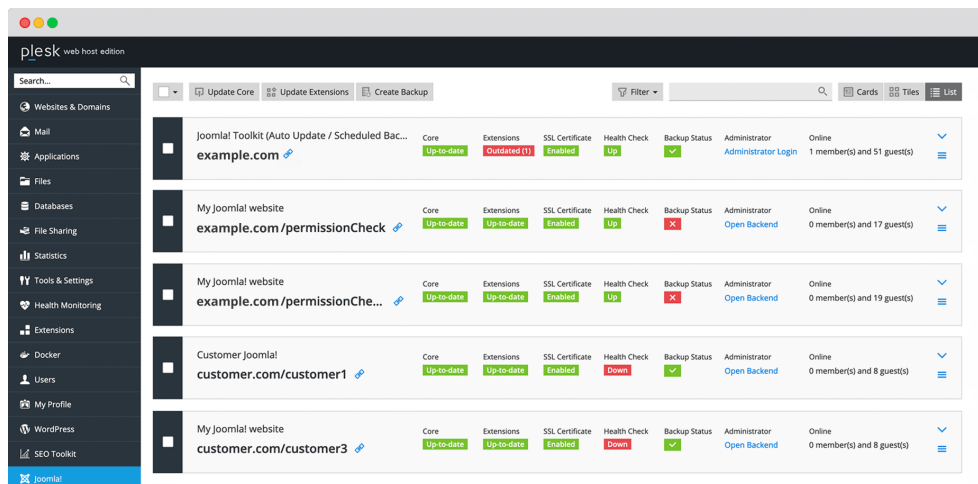 plesk web host edition
Search...
Websites & Domains
Mail
Applications
Files
Databases
File Sharing
Statistics
Tools & Settings
Health Monitoring
Extensions
Docker
Users
My Profile
WordPress
SEO Toolkit
Joomla!
Update Core Update Extensions Create Backup Filter Cards Tiles List
Joomla! Toolkit (Auto Update / Scheduled Bac... Core Extensions SSL Certificate Health Check Backup Status Administrator Online
example.com Up-to-date Outdated (1) Enabled Up Administrator Login 1 member(s) and 51 guest(s)
My Joomla! website Core Extensions SSL Certificate Health Check Backup Status Administrator Online
example.com/permissionCheck Up-to-date Up-to-date Enabled Up Open Backend 0 member(s) and 17 guest(s)
My Joomla! website Core Extensions SSL Certificate Health Check Backup Status Administrator Online
example.com/permissionChe... Up-to-date Up-to-date Enabled Up Open Backend 0 member(s) and 19 guest(s)
Customer Joomla! Core Extensions SSL Certificate Health Check Backup Status Administrator Online
customer.com/customer1 Up-to-date Up-to-date Enabled Down Open Backend 0 member(s) and 8 guest(s)
My Joomla! website Core Extensions SSL Certificate Health Check Backup Status Administrator Online
customer.com/customer3 Up-to-date Up-to-date Enabled Down Open Backend 0 member(s) and 8 guest(s)